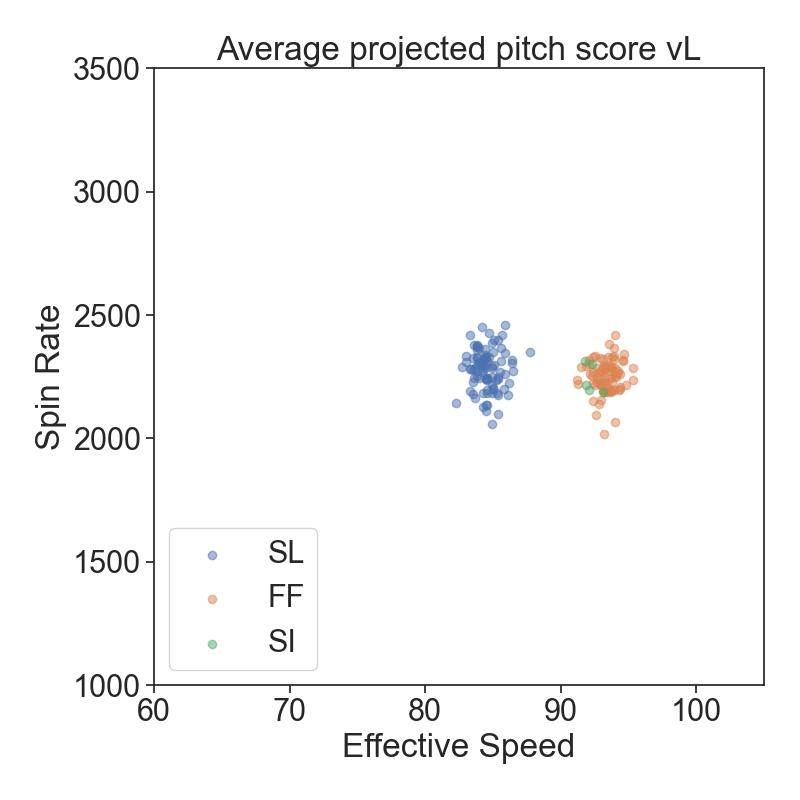 Average projected pitch score vL
3500
3000
2500
2000
1500
1000
Spin Rate
SL
FF
SI
60 70 80 90 100
Effective Speed